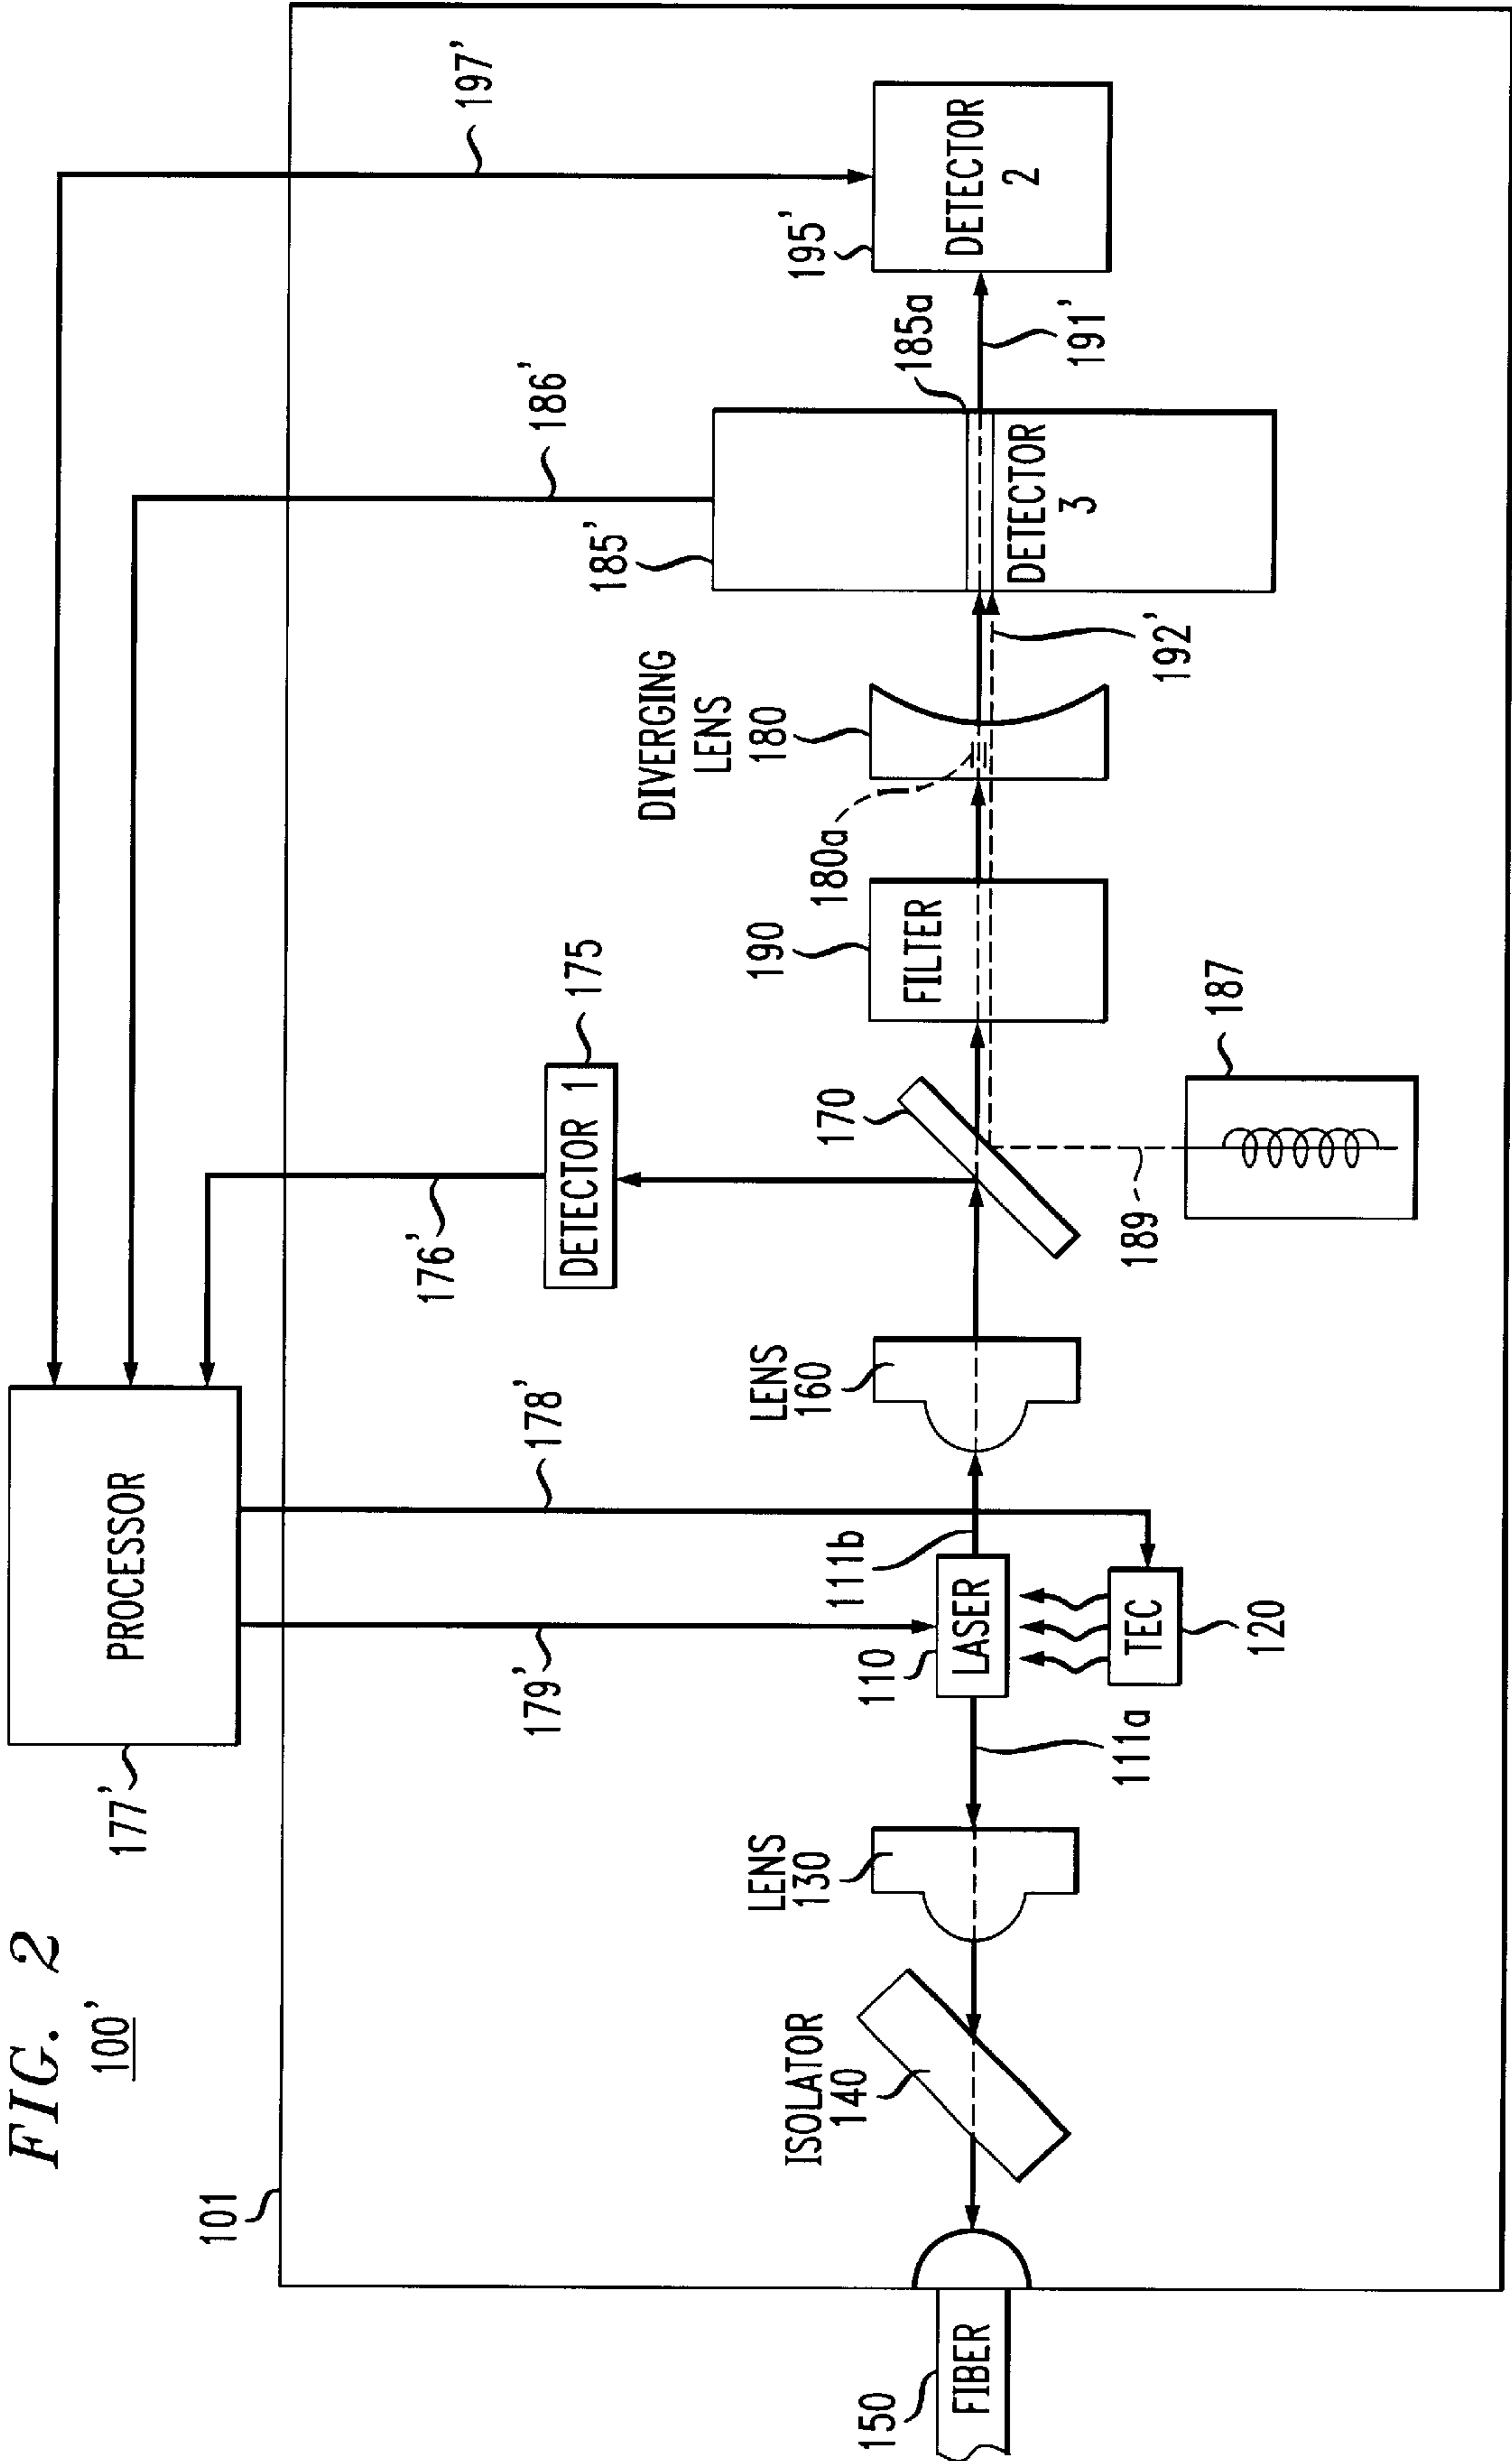 FIG. 2
100'
101
177'
PROCESSOR
179'
178'
176'
186'
197'
150
FIBER
ISOLATOR
140
LENS
130
111a
110
LASER
TEC
120
111b
LENS
160
DETECTOR 1
175
170
189
187
190
FILTER
180a
DIVERGING
LENS
180
192'
185'
DETECTOR
3
185a
191'
195'
DETECTOR
2